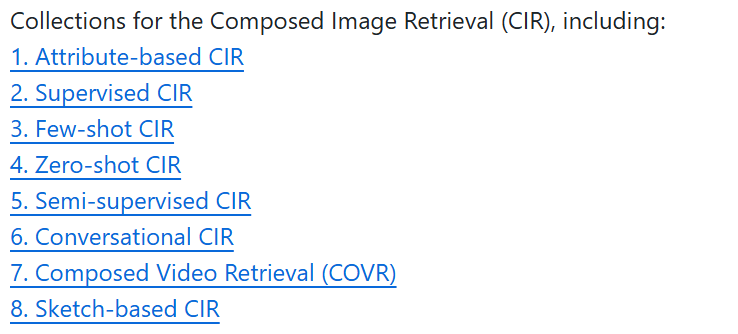 Collections for the Composed Image Retrieval (CIR), including:
1. Attribute-based CIR
2. Supervised CIR
3. Few-shot CIR
4. Zero-shot CIR
5. Semi-supervised CIR
6. Conversational CIR
7. Composed Video Retrieval (COVR)
8. Sketch-based CIR